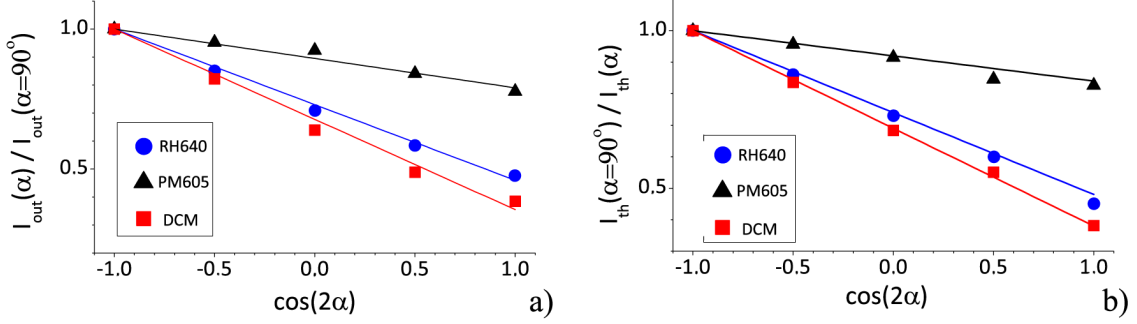 I_out(α) / I_out(α=90°)
1,0
0.5
RH640
PM605
DCM
-1.0 -0.5 0.0 0.5 1.0
cos(2α)
a)
I_th(α=90°) / I_th(α)
1.0
0.5
RH640
PM605
DCM
-1.0 -0.5 0.0 0.5 1.0
cos(2α)
b)